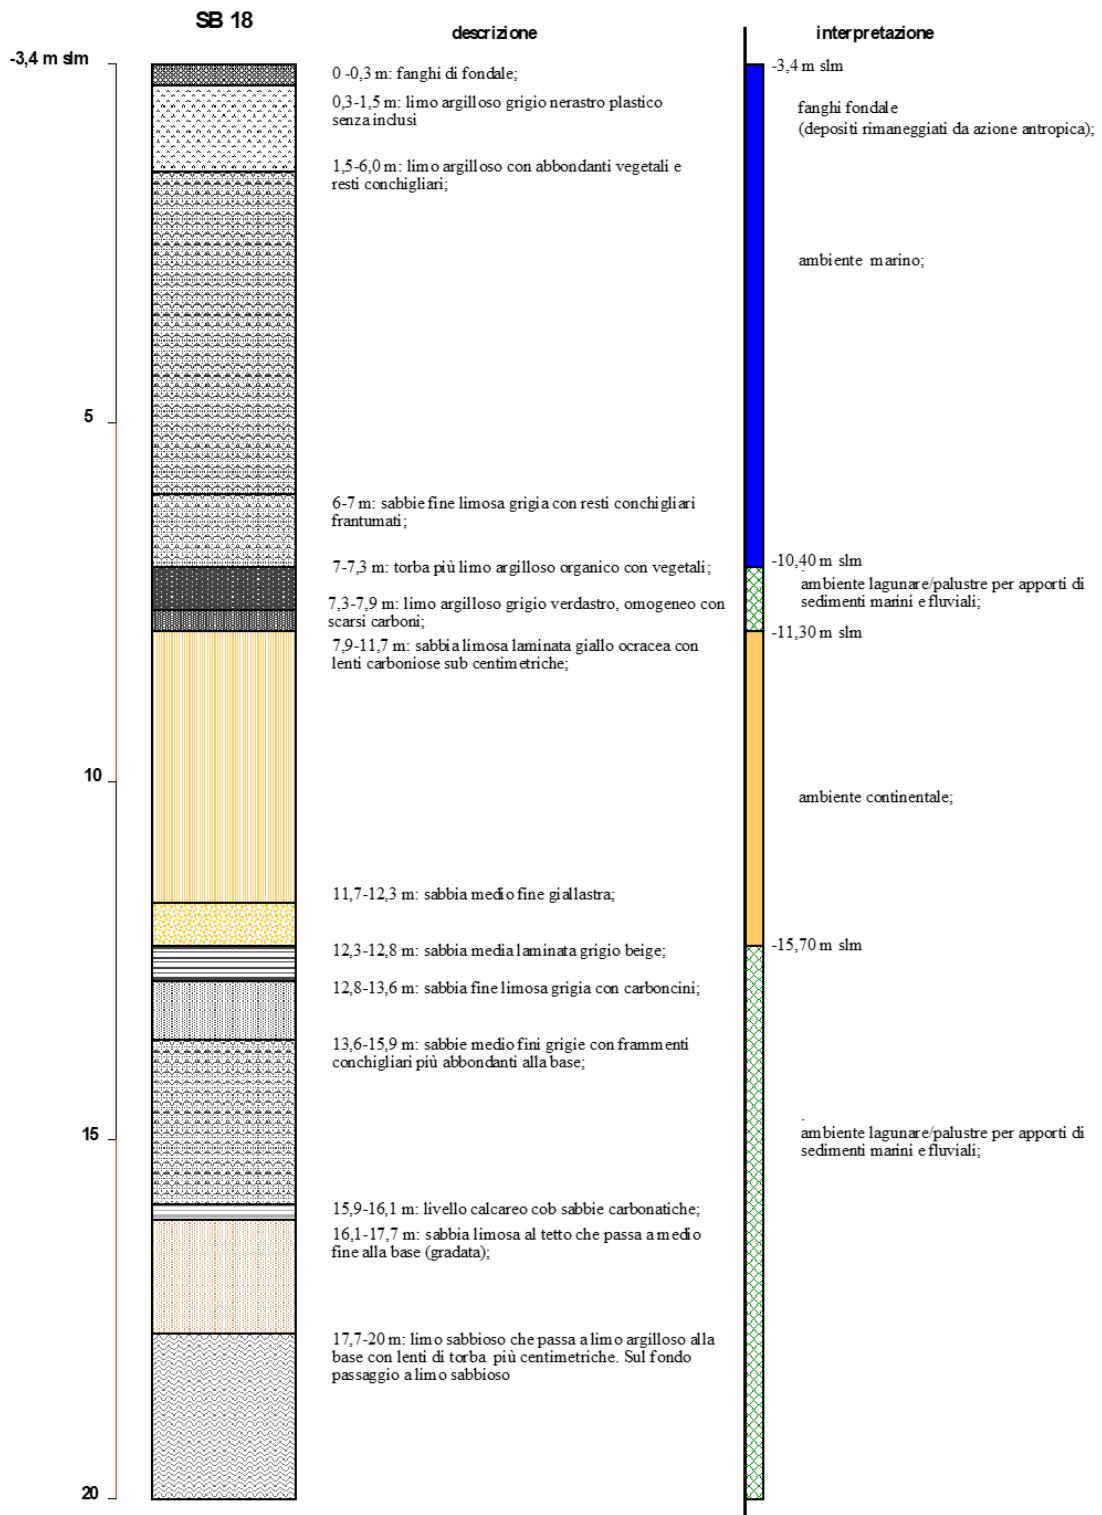 SB 18
descrizione
interpretazione
-3,4 m slm
-3,4 m slm
0 -0,3 m: fanghi di fondale;
0,3-1,5 m: limo argilloso grigio nerastro plastico
senza inclusi
fanghi fondale
(depositi rimaneggiati da azione antropica);
1,5-6,0 m: limo argilloso con abbondanti vegetali e
resti conchigliari;
ambiente marino;
5
6-7 m: sabbie fine limosa grigia con resti conchigliari
frantumati;
7-7,3 m: torba più limo argilloso organico con vegetali;
-10,40 m slm
ambiente lagunare/palustre per apporti di
sedimenti marini e fluviali;
7,3-7,9 m: limo argilloso grigio verdastro, omogeneo con
scarsi carboni;
-11,30 m slm
7,9-11,7 m: sabbia limosa laminata giallo ocracea con
lenti carboniose sub centimetriche;
10
ambiente continentale;
11,7-12,3 m: sabbia medio fine giallastra;
12,3-12,8 m: sabbia media laminata grigio beige;
-15,70 m slm
12,8-13,6 m: sabbia fine limosa grigia con carboncini;
13,6-15,9 m: sabbie medio fini grigie con frammenti
conchigliari più abbondanti alla base;
15
ambiente lagunare/palustre per apporti di
sedimenti marini e fluviali;
15,9-16,1 m: livello calcareo cob sabbie carbonatiche;
16,1-17,7 m: sabbia limosa al tetto che passa a medio
fine alla base (gradata);
17,7-20 m: limo sabbioso che passa a limo argilloso alla
base con lenti di torba più centimetriche. Sul fondo
passaggio a limo sabbioso
20